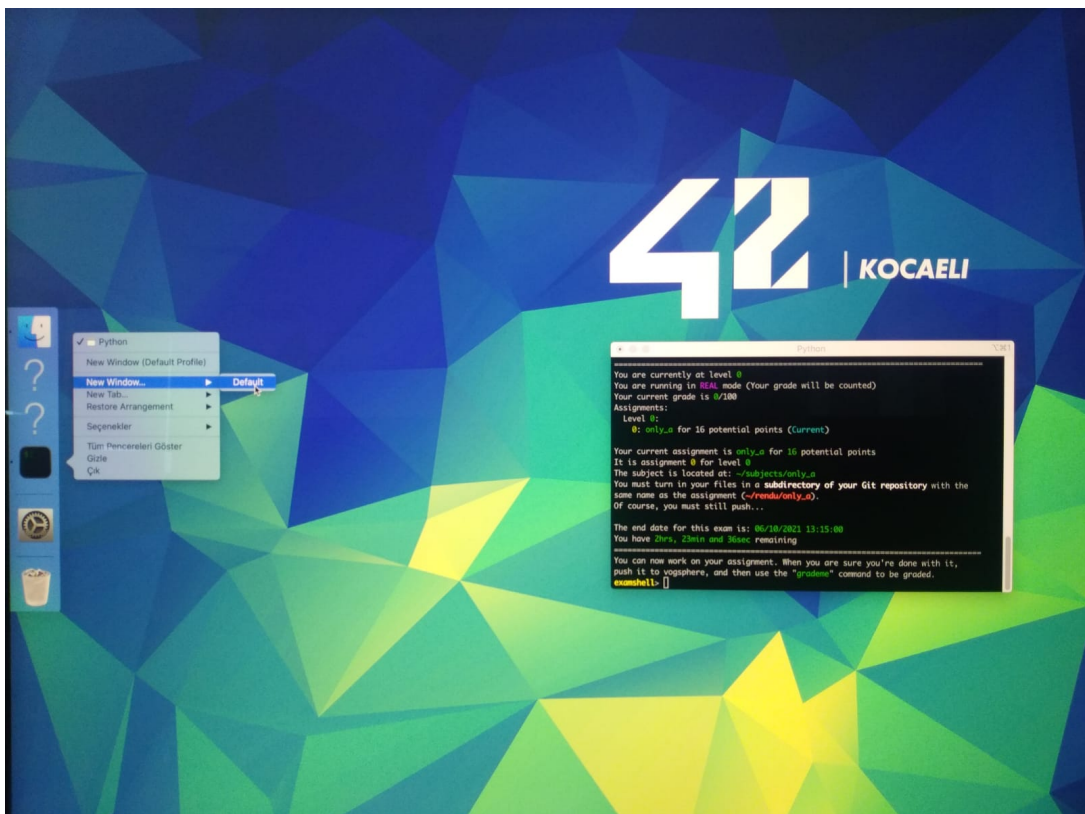 42 | KOCAELI
✓ Python
New Window (Default Profile)
New Window...
Default
New Tab...
Restore Arrangement
Seçenekler
Tüm Pencereleri Göster
Gizle
Çık
Python
You are currently at level 0
You are running in REAL mode (Your grade will be counted)
Your current grade is 0/100
Assignments:
Level 0:
0: only_a for 16 potential points (Current)
Your current assignment is only_a for 16 potential points
It is assignment 0 for level 0
The subject is located at: ~/subjects/only_a
You must turn in your files in a subdirectory of your Git repository with the
same name as the assignment (~/rendu/only_a).
Of course, you must still push...
The end date for this exam is: 06/10/2021 13:15:00
You have 2hrs, 23min and 36sec remaining
You can now work on your assignment. When you are sure you're done with it,
push it to vogsphere, and then use the "grademe" command to be graded.
examshell>